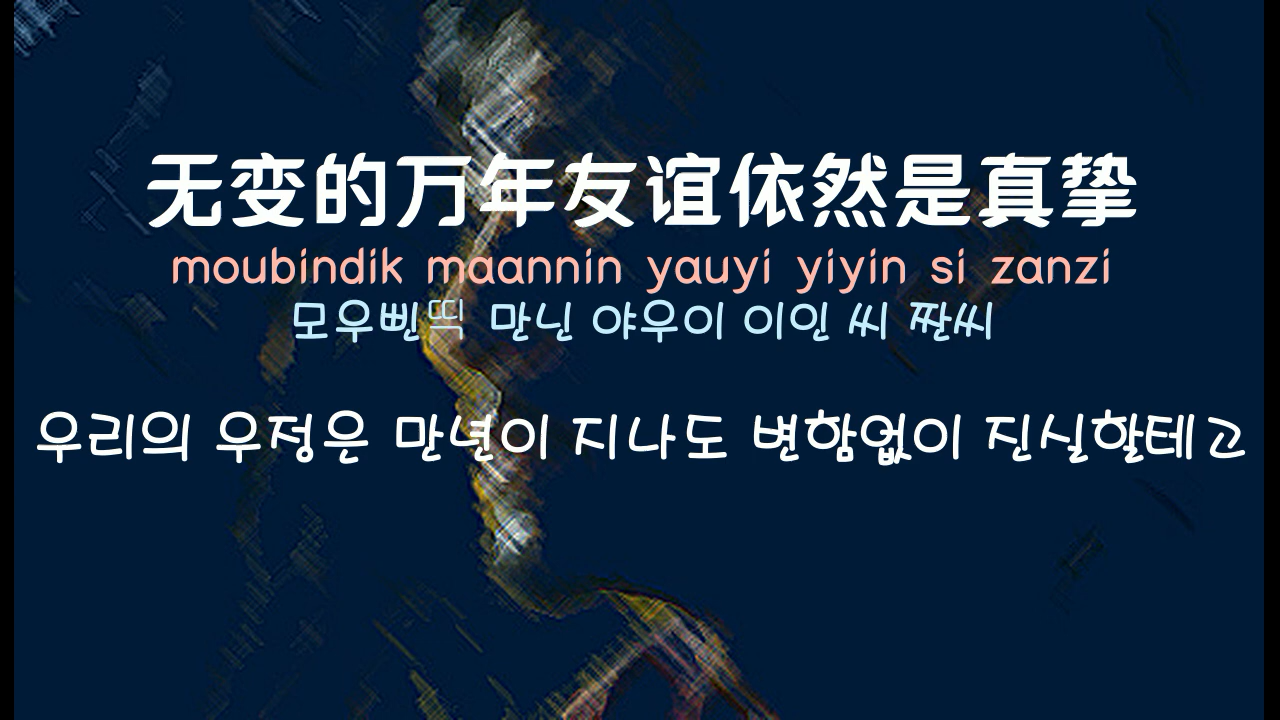 无变的万年友谊依然是真挚
moubindik maannin yauyi yiyin si zanzi
모우삔띡 만닌 야우이 이인 씨 짠씨
우리의 우정은 만년이 지나도 변함없이 진실할테고